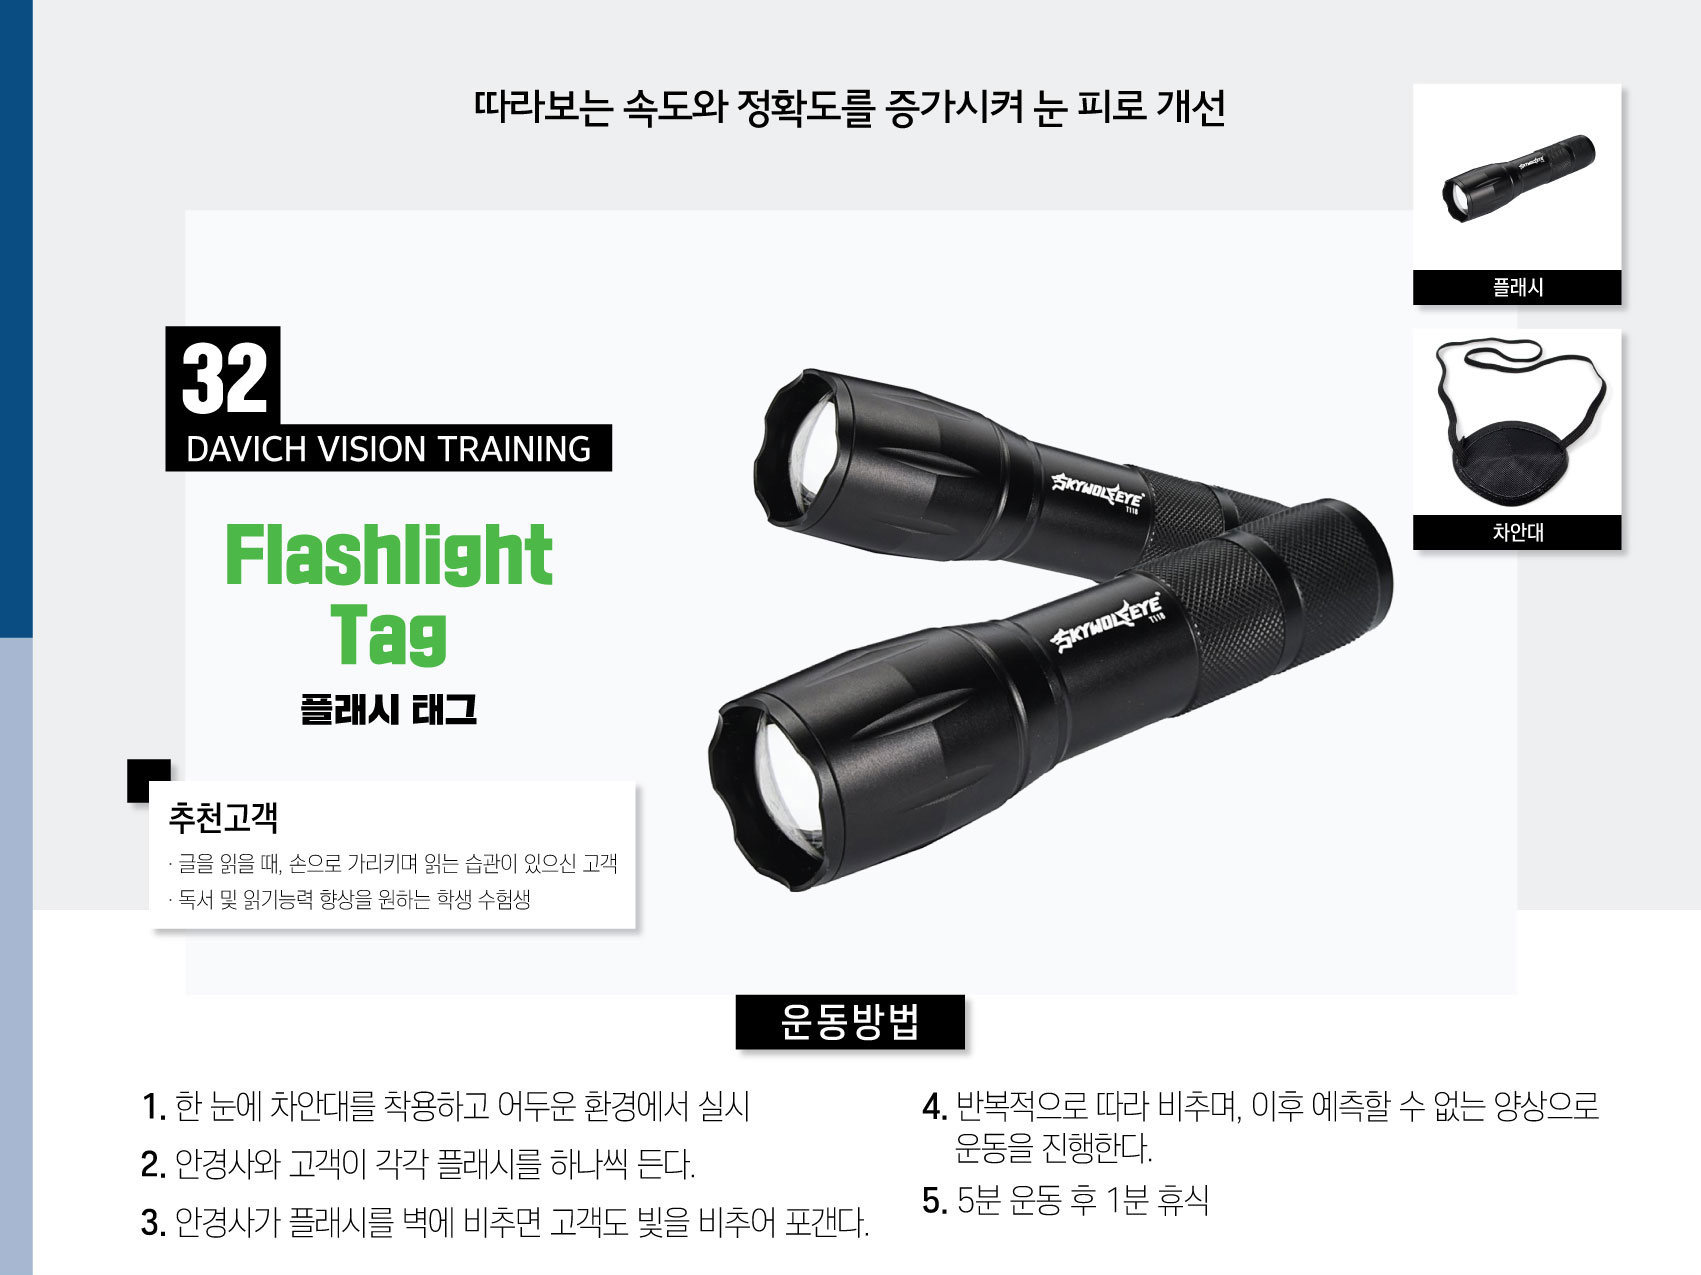 따라보는 속도와 정확도를 증가시켜 눈 피로 개선
플래시
차안대
32
DAVICH VISION TRAINING
Flashlight
Tag
플래시 태그
SKYWOLFEYE
T118
SKYWOLFEYE
T118
추천고객
· 글을 읽을 때, 손으로 가리키며 읽는 습관이 있으신 고객
· 독서 및 읽기능력 향상을 원하는 학생 수험생
운동방법
1. 한 눈에 차안대를 착용하고 어두운 환경에서 실시
2. 안경사와 고객이 각각 플래시를 하나씩 든다.
3. 안경사가 플래시를 벽에 비추면 고객도 빛을 비추어 포갠다.
4. 반복적으로 따라 비추며, 이후 예측할 수 없는 양상으로
운동을 진행한다.
5. 5분 운동 후 1분 휴식